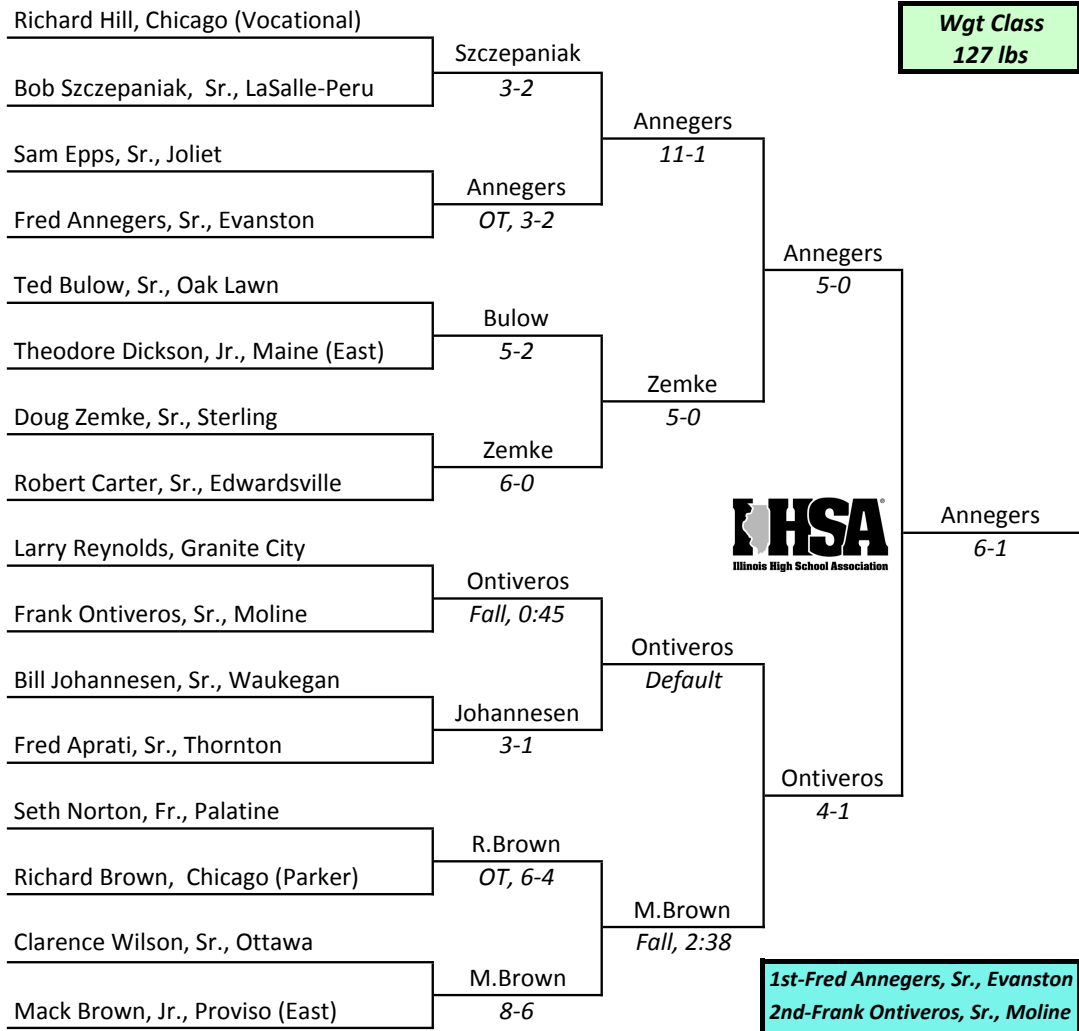 Richard Hill, Chicago (Vocational)
Wgt Class
127 lbs
Szczepaniak
3-2
Bob Szczepaniak,  Sr., LaSalle-Peru
Annegers
11-1
Sam Epps, Sr., Joliet
Annegers
OT, 3-2
Fred Annegers, Sr., Evanston
Annegers
5-0
Ted Bulow, Sr., Oak Lawn
Bulow
5-2
Theodore Dickson, Jr., Maine (East)
Zemke
5-0
Doug Zemke, Sr., Sterling
Zemke
6-0
Robert Carter, Sr., Edwardsville
IHSA
Illinois High School Association
Annegers
6-1
Larry Reynolds, Granite City
Ontiveros
Fall, 0:45
Frank Ontiveros, Sr., Moline
Ontiveros
Default
Bill Johannesen, Sr., Waukegan
Johannesen
3-1
Fred Aprati, Sr., Thornton
Ontiveros
4-1
Seth Norton, Fr., Palatine
R.Brown
OT, 6-4
Richard Brown,  Chicago (Parker)
M.Brown
Fall, 2:38
Clarence Wilson, Sr., Ottawa
M.Brown
8-6
Mack Brown, Jr., Proviso (East)
1st-Fred Annegers, Sr., Evanston
2nd-Frank Ontiveros, Sr., Moline